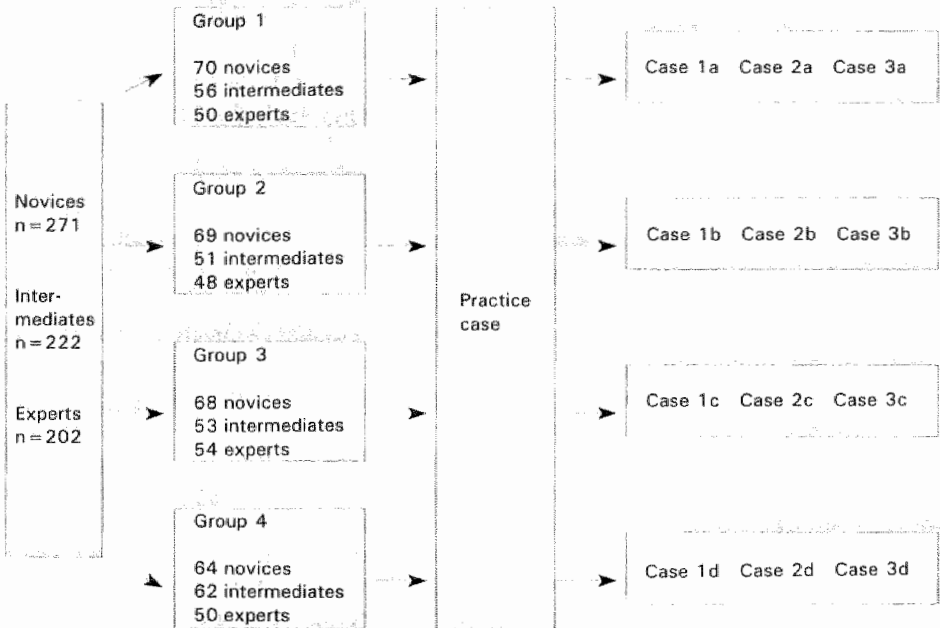 Novices
n=271
Inter-
mediates
n=222
Experts
n=202
Group 1
70 novices
56 intermediates
50 experts
Group 2
69 novices
51 intermediates
48 experts
Group 3
68 novices
53 intermediates
54 experts
Group 4
64 novices
62 intermediates
50 experts
Practice
case
Case 1a Case 2a Case 3a
Case 1b Case 2b Case 3b
Case 1c Case 2c Case 3c
Case 1d Case 2d Case 3d